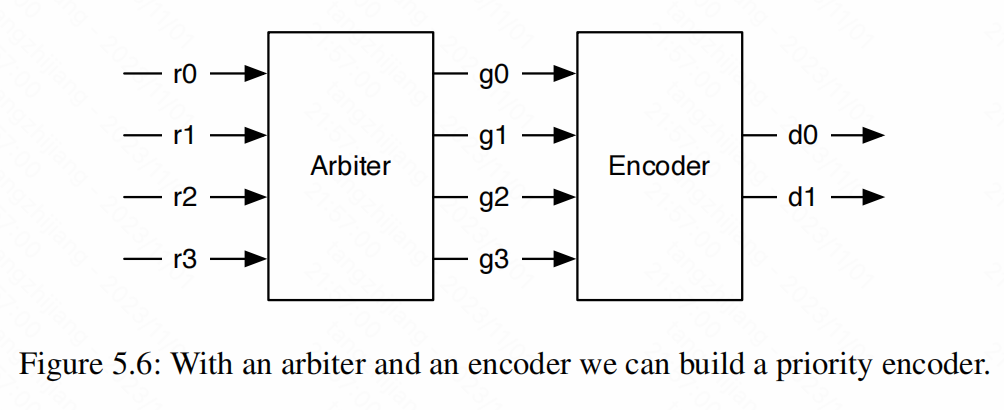 r0
r1
r2
r3
Arbiter
g0
g1
g2
g3
Encoder
d0
d1
Figure 5.6: With an arbiter and an encoder we can build a priority encoder.